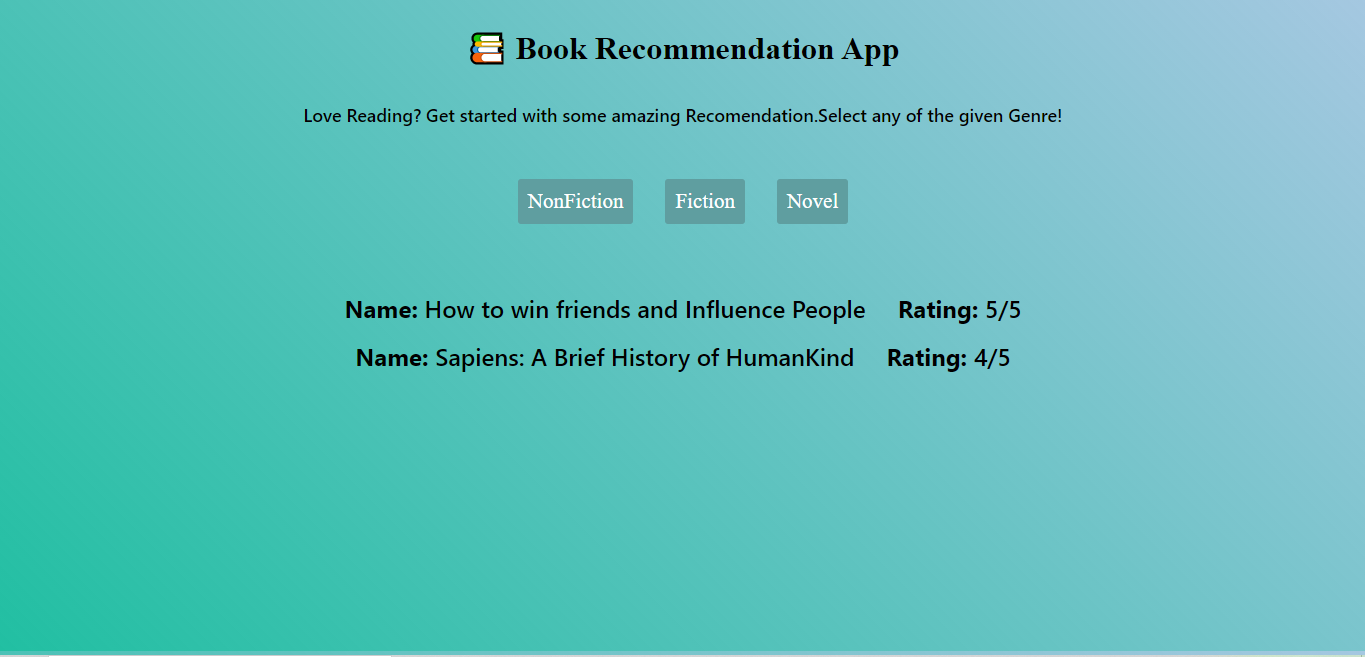 📚 Book Recommendation App
Love Reading? Get started with some amazing Recomendation.Select any of the given Genre!
NonFiction Fiction Novel
Name: How to win friends and Influence People Rating: 5/5
Name: Sapiens: A Brief History of HumanKind Rating: 4/5